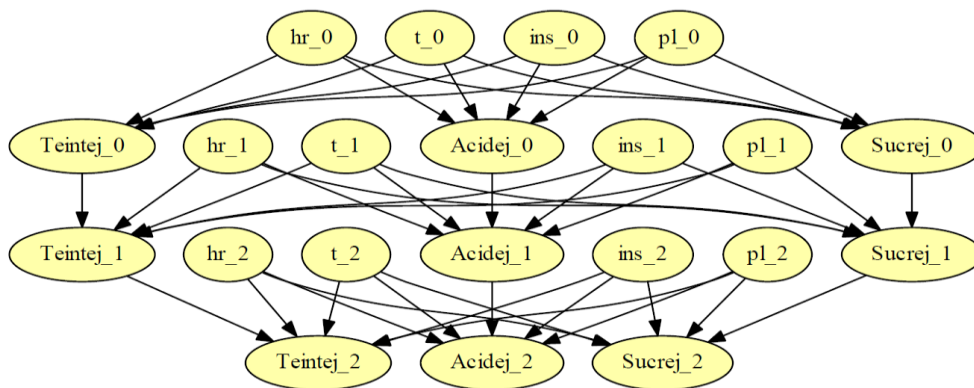 hr_0 t_0 ins_0 pl_0
Teintej_0 hr_1 t_1 Acidej_0 ins_1 pl_1 Sucrej_0
Teintej_1 hr_2 t_2 Acidej_1 ins_2 pl_2 Sucrej_1
Teintej_2 Acidej_2 Sucrej_2